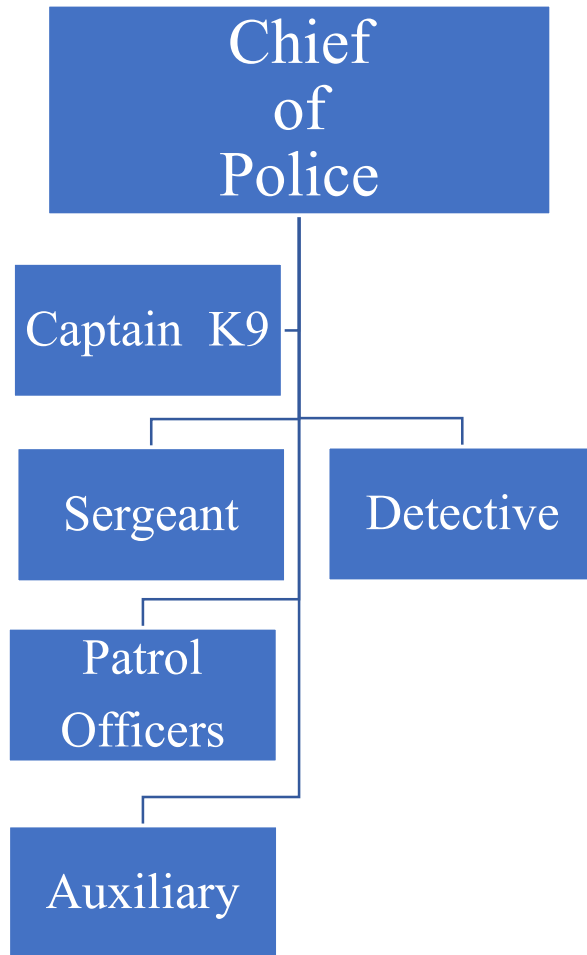 Chief
of
Police
Captain K9
Sergeant
Detective
Patrol
Officers
Auxiliary